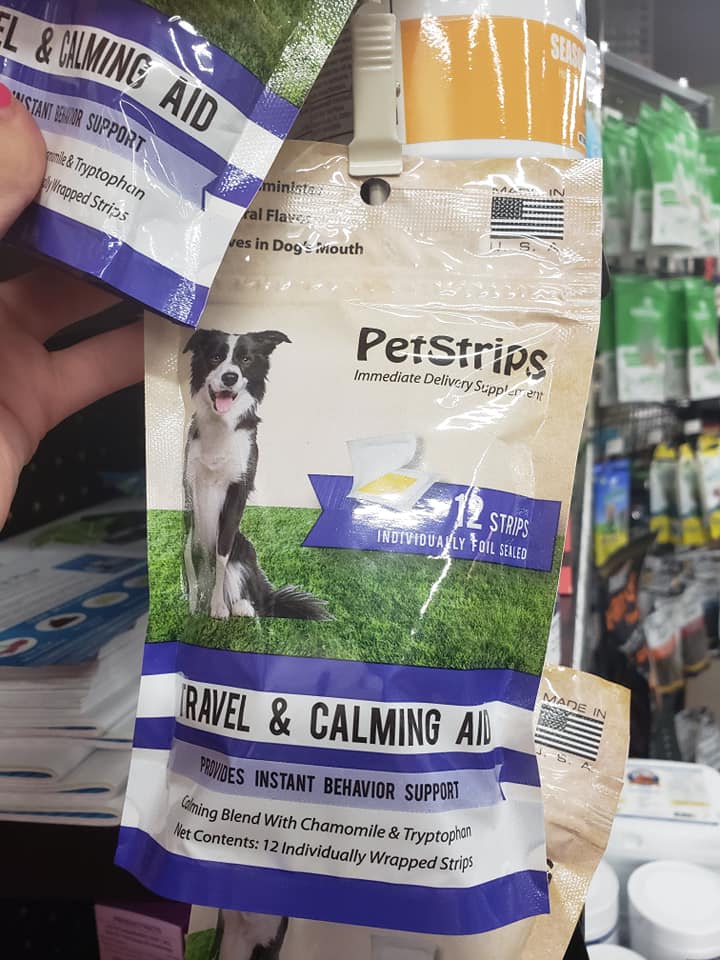 EL & CALMING AID
INSTANT BEHAVIOR SUPPORT
& Tryptophan
Wrapped Strips
SEAS
MADE IN
U. S. A
in Dog's Mouth
PetStrips
Immediate Delivery Supplement
12 STRIPS
INDIVIDUALLY FOIL SEALED
TRAVEL & CALMING AID
PROVIDES INSTANT BEHAVIOR SUPPORT
Calming Blend With Chamomile & Tryptophan
Net Contents: 12 Individually Wrapped Strips
MADE IN
U. S. A